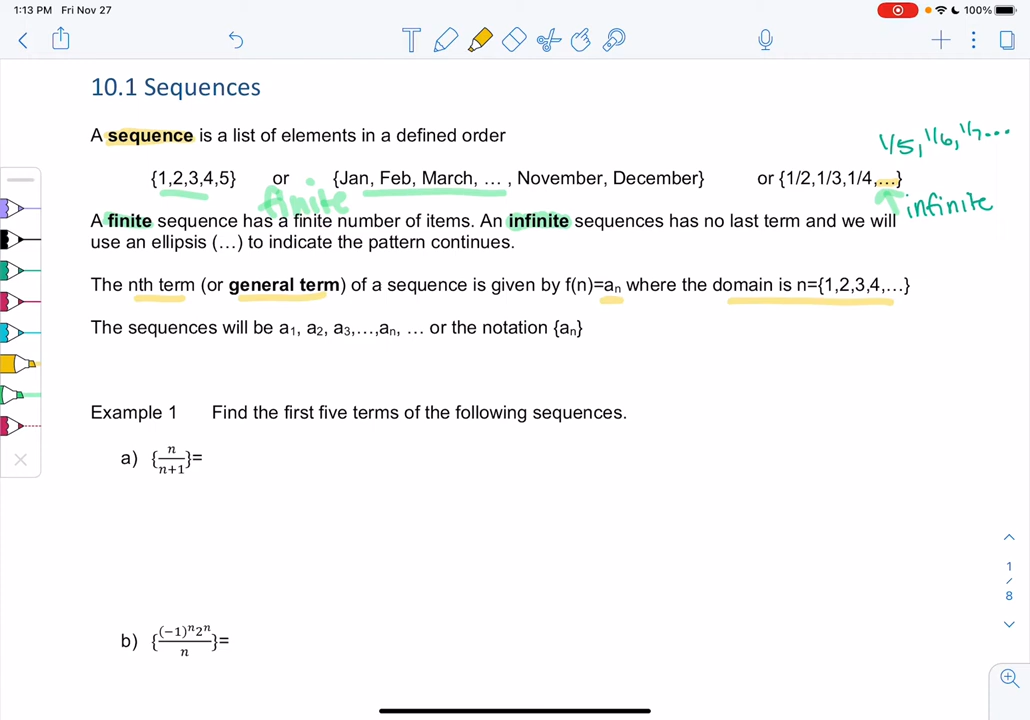 1:13 PM Fri Nov 27 100%
10.1 Sequences
A sequence is a list of elements in a defined order
1/5, 1/6, 1/7...
{1,2,3,4,5} or {Jan, Feb, March, … , November, December} or {1/2,1/3,1/4,…}
finite infinite
A finite sequence has a finite number of items. An infinite sequences has no last term and we will
use an ellipsis (…) to indicate the pattern continues.
The nth term (or general term) of a sequence is given by f(n)=aₙ where the domain is n={1,2,3,4,…}
The sequences will be a₁, a₂, a₃,…,aₙ, … or the notation {aₙ}
Example 1 Find the first five terms of the following sequences.
a) {n/(n+1)}=
1
/
8
b) {(−1)ⁿ2ⁿ/n}=